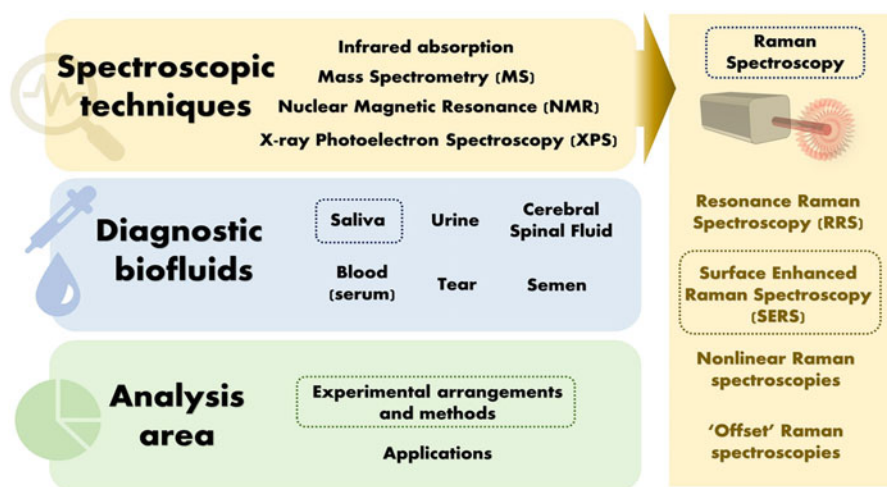 Spectroscopic
techniques
Infrared absorption
Mass Spectrometry (MS)
Nuclear Magnetic Resonance (NMR)
X-ray Photoelectron Spectroscopy (XPS)
Diagnostic
biofluids
Saliva
Urine
Cerebral
Spinal Fluid
Blood
(serum)
Tear
Semen
Analysis
area
Experimental arrangements
and methods
Applications
Raman
Spectroscopy
Resonance Raman
Spectroscopy (RRS)
Surface Enhanced
Raman Spectroscopy
(SERS)
Nonlinear Raman
spectroscopies
‘Offset’ Raman
spectroscopies